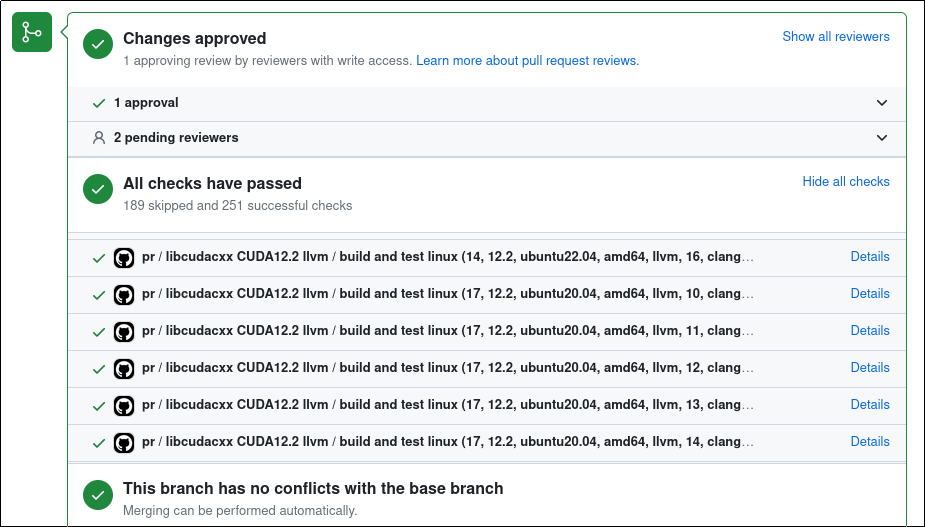 Changes approved
Show all reviewers
1 approving review by reviewers with write access. Learn more about pull request reviews.
1 approval
2 pending reviewers
All checks have passed
Hide all checks
189 skipped and 251 successful checks
pr / libcudacxx CUDA12.2 llvm / build and test linux (14, 12.2, ubuntu22.04, amd64, llvm, 16, clang…
Details
pr / libcudacxx CUDA12.2 llvm / build and test linux (17, 12.2, ubuntu20.04, amd64, llvm, 10, clang…
Details
pr / libcudacxx CUDA12.2 llvm / build and test linux (17, 12.2, ubuntu20.04, amd64, llvm, 11, clang…
Details
pr / libcudacxx CUDA12.2 llvm / build and test linux (17, 12.2, ubuntu20.04, amd64, llvm, 12, clang…
Details
pr / libcudacxx CUDA12.2 llvm / build and test linux (17, 12.2, ubuntu20.04, amd64, llvm, 13, clang…
Details
pr / libcudacxx CUDA12.2 llvm / build and test linux (17, 12.2, ubuntu20.04, amd64, llvm, 14, clang…
Details
This branch has no conflicts with the base branch
Merging can be performed automatically.